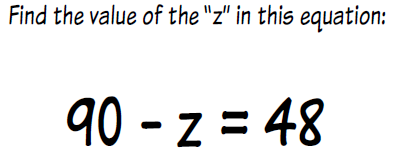 Find the value of the "z" in this equation:
90 - z = 48